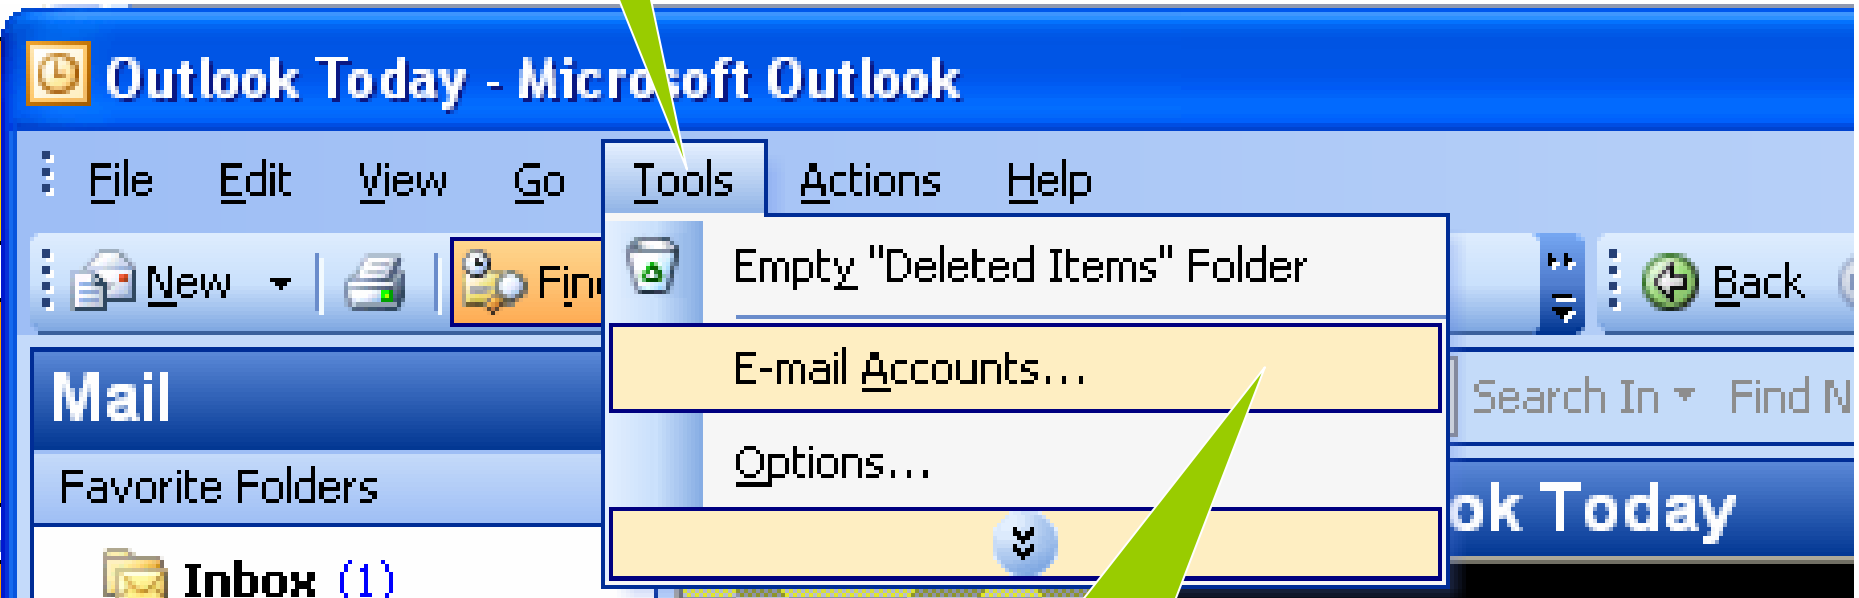 Outlook Today - Microsoft Outlook
File Edit View Go Tools Actions Help
New Back
Empty "Deleted Items" Folder
E-mail Accounts...
Search In
Mail
Options...
Favorite Folders
Today
Inbox (1)